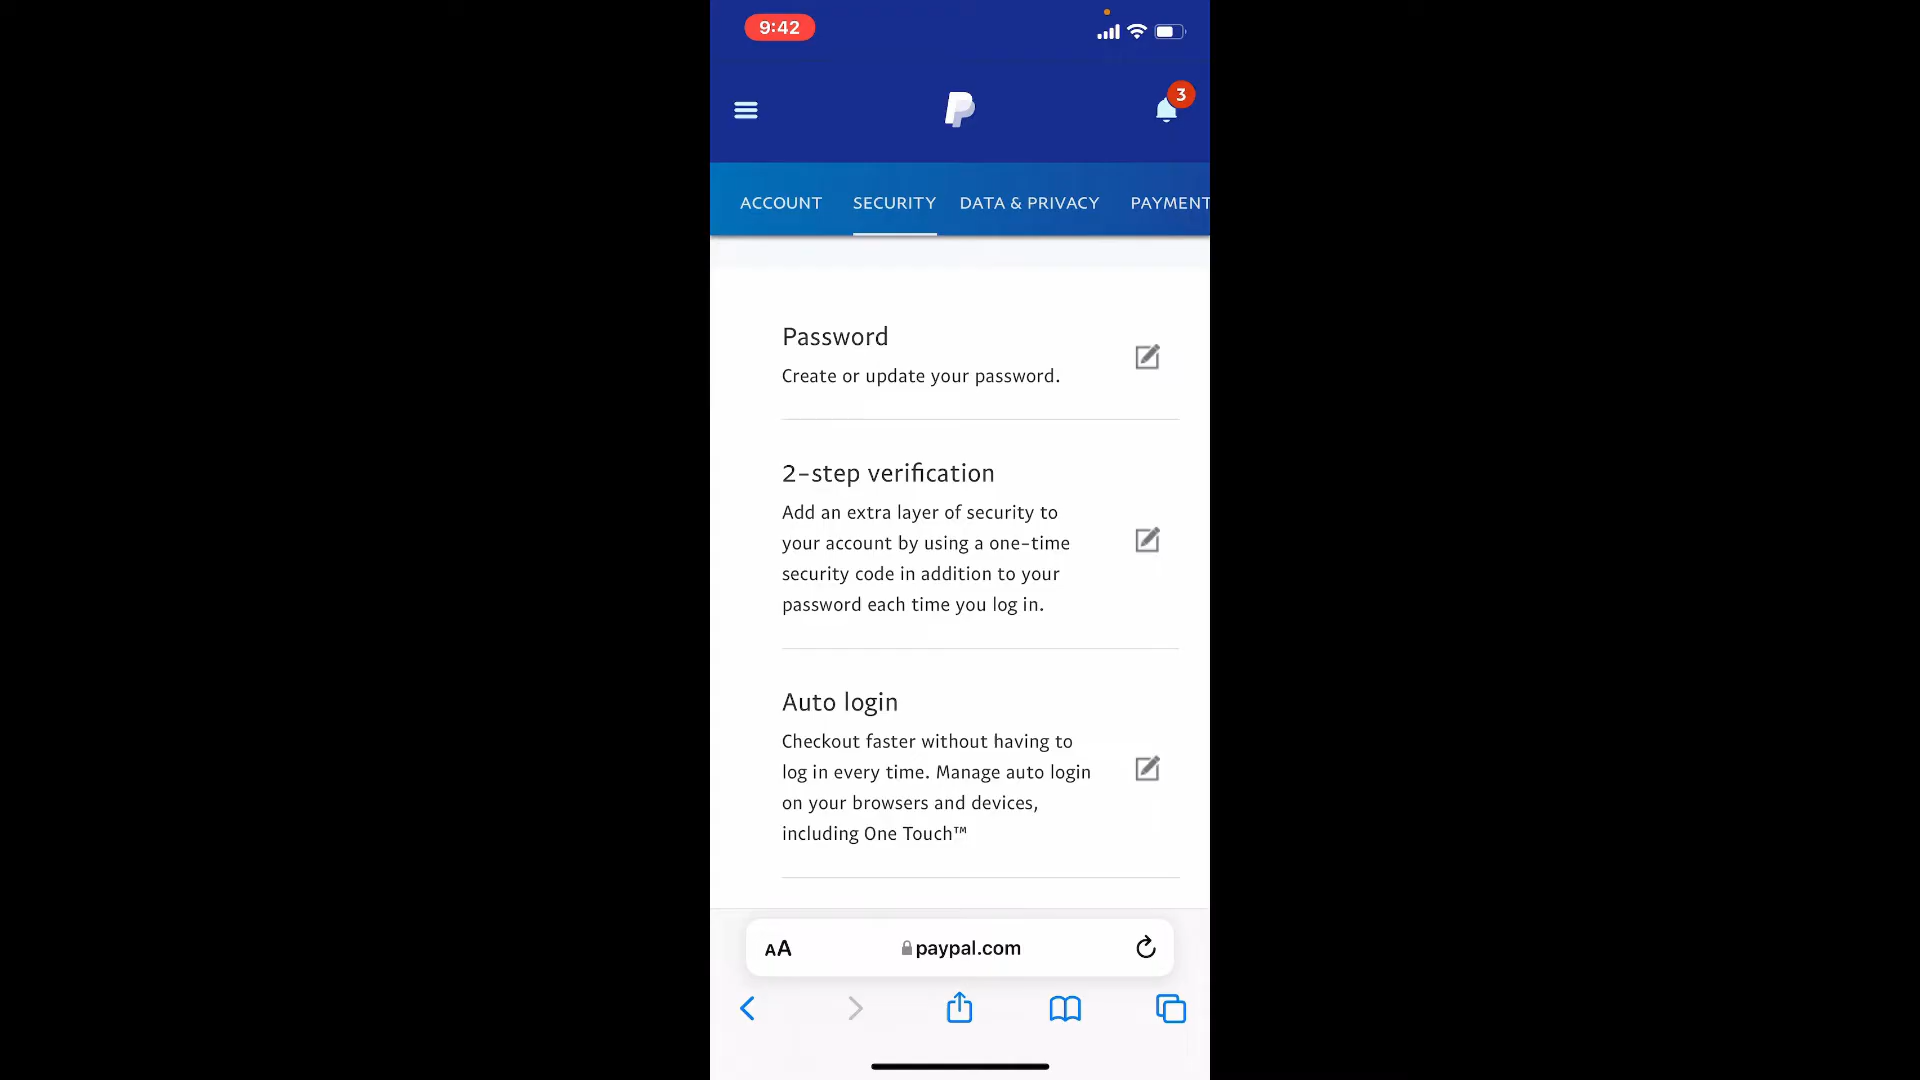 9:42
3
ACCOUNT SECURITY DATA & PRIVACY PAYMENT
Password
Create or update your password.
2-step verification
Add an extra layer of security to
your account by using a one-time
security code in addition to your
password each time you log in.
Auto login
Checkout faster without having to
log in every time. Manage auto login
on your browsers and devices,
including One Touch™
AA paypal.com